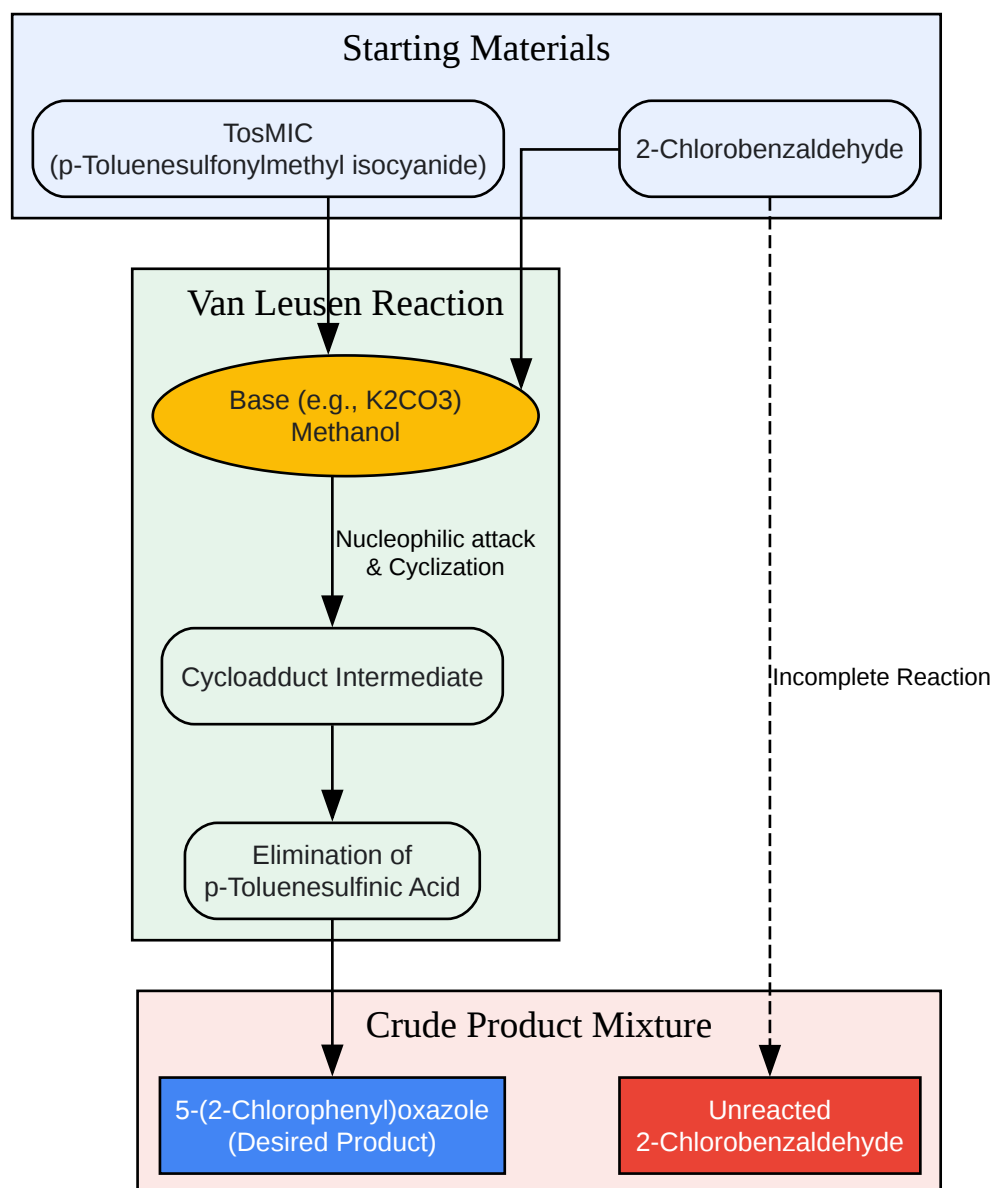 Starting Materials
TosMIC
(p-Toluenesulfonylmethyl isocyanide)
2-Chlorobenzaldehyde
Van Leusen Reaction
Base (e.g., K2CO3)
Methanol
Nucleophilic attack
& Cyclization
Cycloadduct Intermediate
Incomplete Reaction
Elimination of
p-Toluenesulfinic Acid
Crude Product Mixture
5-(2-Chlorophenyl)oxazole
(Desired Product)
Unreacted
2-Chlorobenzaldehyde